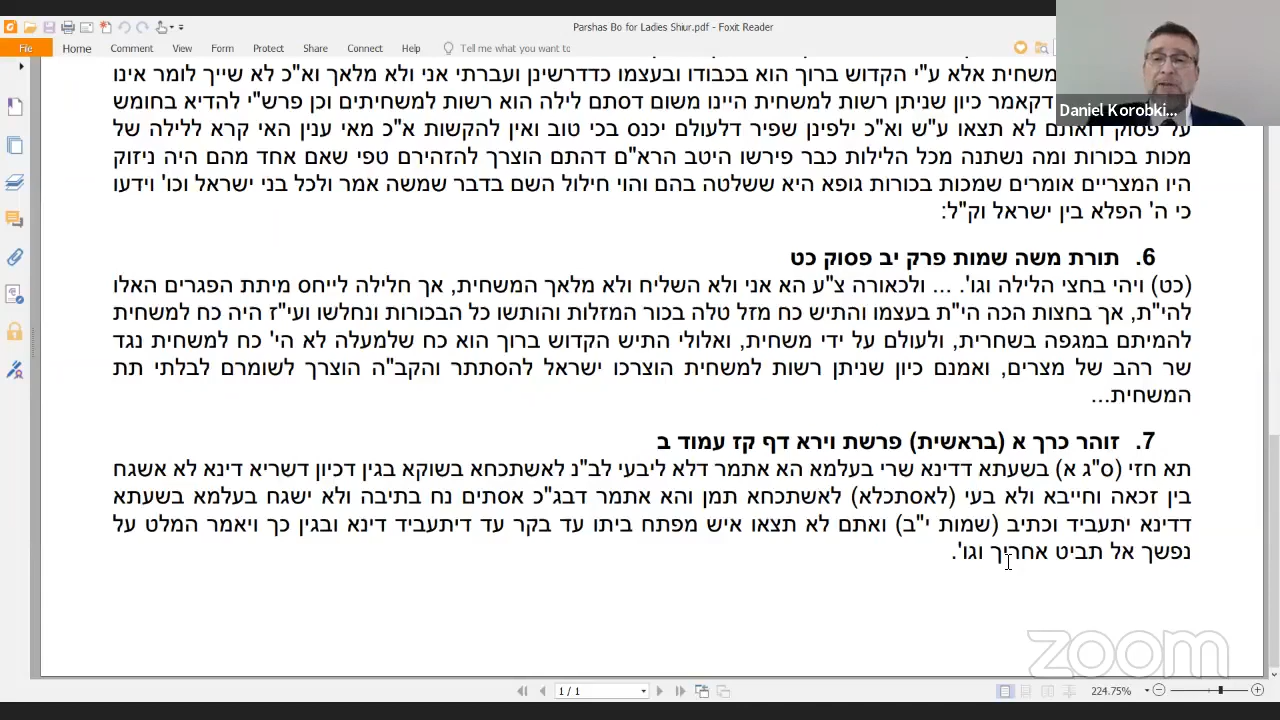 Parshas Bo for Ladies Shiur.pdf - Foxit Reader
File Home Comment View Form Protect Share Connect Help Tell me what you want to
Daniel Korobki...
משחית אלא ע"י הקדוש ברוך הוא בכבודו ובעצמו כדדרשינן ועברתי אני ולא מלאך וא"כ לא שייך לומר אינו
דקאמר כיון שניתן רשות למשחית היינו משום דסתם לילה הוא רשות למשחיתים וכן פרש"י להדיא בחומש
על פסוק ואתם לא תצאו ע"ש וא"כ ילפינן שפיר דלעולם יכנס בכי טוב ואין להקשות א"כ מאי ענין האי קרא ללילה של
מכות בכורות ומה נשתנה מכל הלילות כבר פירשו היטב הרא"ם דהתם הוצרך להזהירם טפי שאם אחד מהם היה ניזוק
היו המצריים אומרים שמכות בכורות גופא היא ששלטה בהם והוי חילול השם בדבר שמשה אמר ולכל בני ישראל וכו' וידעו
כי ה' הפלא בין ישראל וק"ל:
6. תורת משה שמות פרק יב פסוק כט
(כט) ויהי בחצי הלילה וגו'. ... ולכאורה צ"ע הא אני ולא השליח ולא מלאך המשחית, אך חלילה לייחס מיתת הפגרים האלו
להי"ת, אך בחצות הכה הי"ת בעצמו והתיש כח מזל טלה בכור המזלות והותשו כל הבכורות ונחלשו ועי"ז היה כח למשחית
להמיתם במגפה בשחרית, ולעולם על ידי משחית, ואלולי התיש הקדוש ברוך הוא כח שלמעלה לא הי' כח למשחית נגד
שר רהב של מצרים, ואמנם כיון שניתן רשות למשחית הוצרכו ישראל להסתתר והקב"ה הוצרך לשומרם לבלתי תת
המשחית...
7. זוהר כרך א (בראשית) פרשת וירא דף קז עמוד ב
תא חזי (ס"ג א) בשעתא דדינא שרי בעלמא הא אתמר דלא ליבעי לב"נ לאשתכחא בשוקא בגין דכיון דשריא דינא לא אשגח
בין זכאה וחייבא ולא בעי (לאסתכלא) לאשתכחא תמן והא אתמר דבג"כ אסתים נח בתיבה ולא ישגח בעלמא בשעתא
דדינא יתעביד וכתיב (שמות י"ב) ואתם לא תצאו איש מפתח ביתו עד בקר עד דיתעביד דינא ובגין כך ויאמר המלט על
נפשך אל תביט אחריך וגו'.
zoom
1 / 1
224.75%